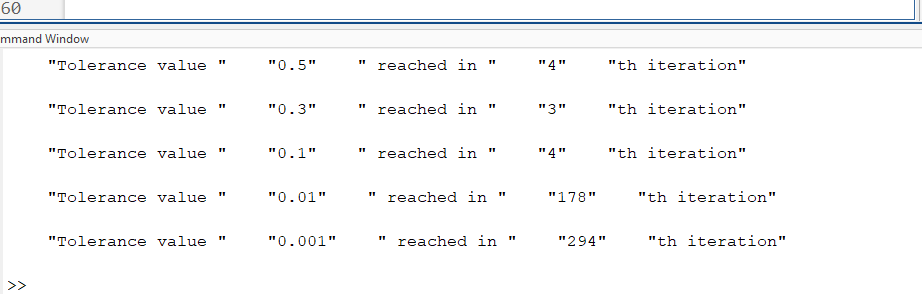 60
mmand Window
"Tolerance value " "0.5" " reached in " "4" "th iteration"
"Tolerance value " "0.3" " reached in " "3" "th iteration"
"Tolerance value " "0.1" " reached in " "4" "th iteration"
"Tolerance value " "0.01" " reached in " "178" "th iteration"
"Tolerance value " "0.001" " reached in " "294" "th iteration"
>>